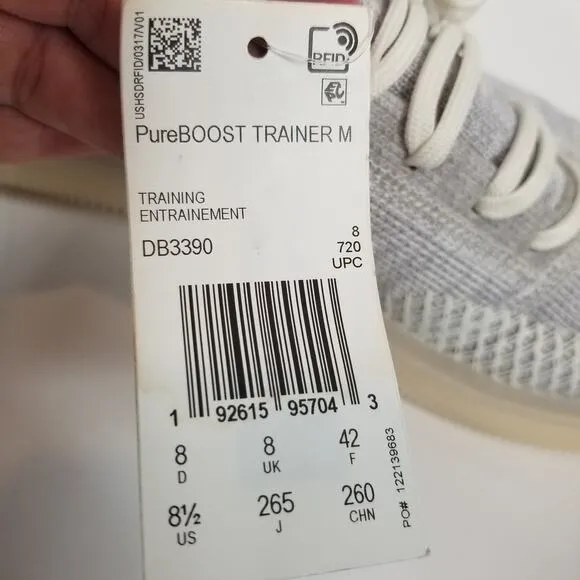 USHSDRFID/0317/V01
RFID
PureBOOST TRAINER M
TRAINING
ENTRAINEMENT
DB3390
8
720
UPC
1 92615 95704 3
8 8 42
D UK F
8½ 265 260
US J CHN
PO# 122139683